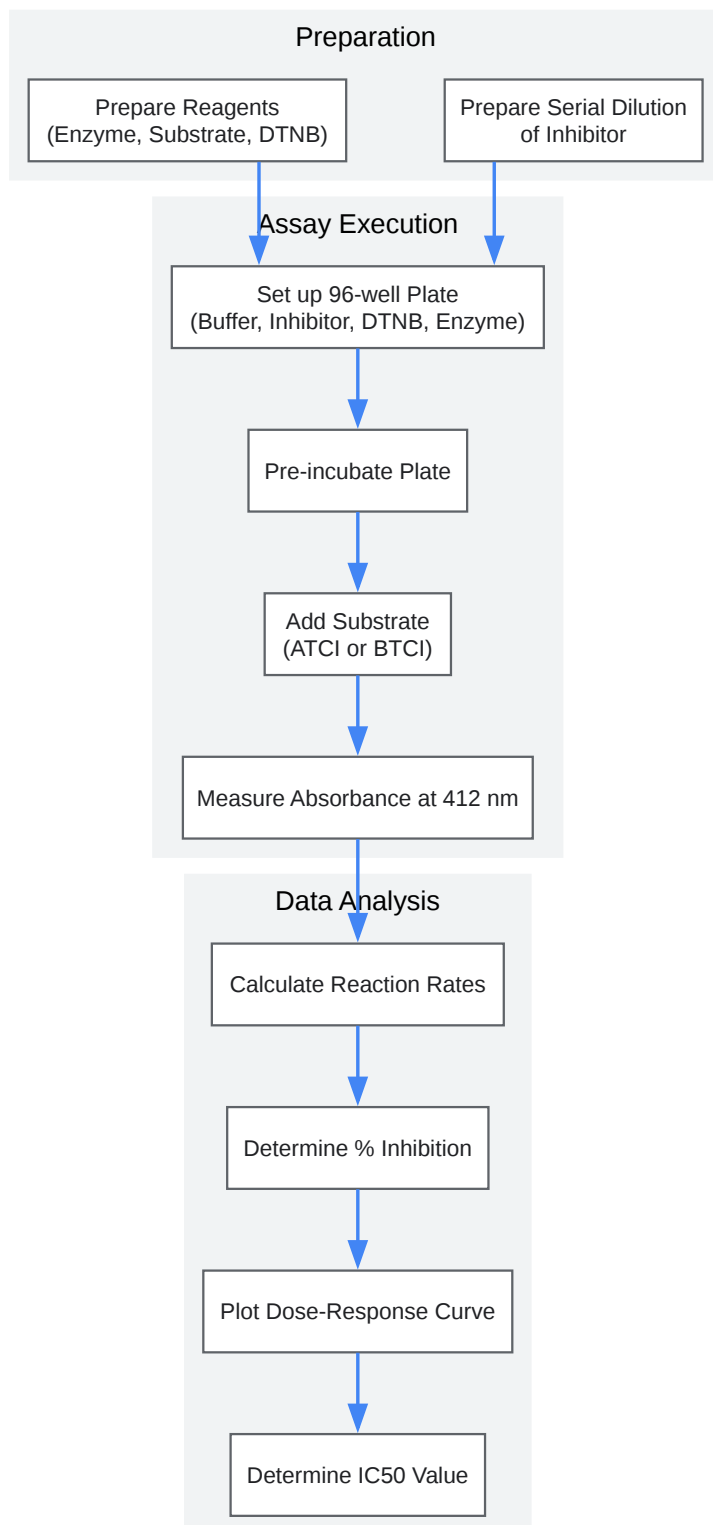 Preparation
Prepare Reagents
(Enzyme, Substrate, DTNB)
Prepare Serial Dilution
of Inhibitor
Assay Execution
Set up 96-well Plate
(Buffer, Inhibitor, DTNB, Enzyme)
Pre-incubate Plate
Add Substrate
(ATCI or BTCI)
Measure Absorbance at 412 nm
Data Analysis
Calculate Reaction Rates
Determine % Inhibition
Plot Dose-Response Curve
Determine IC50 Value